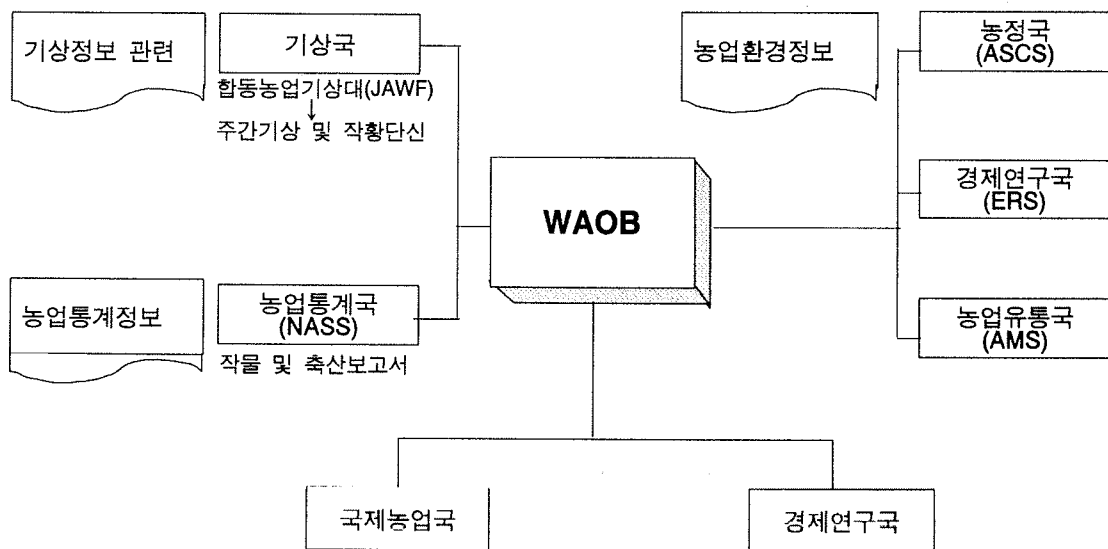 기상정보 관련
기상국
합동농업기상대(JAWF)
↓
주간기상 및 작황단신
농업환경정보
농정국
(ASCS)
경제연구국
(ERS)
WAOB
농업통계정보
농업통계국
(NASS)
작물 및 축산보고서
농업유통국
(AMS)
국제농업국
경제연구국